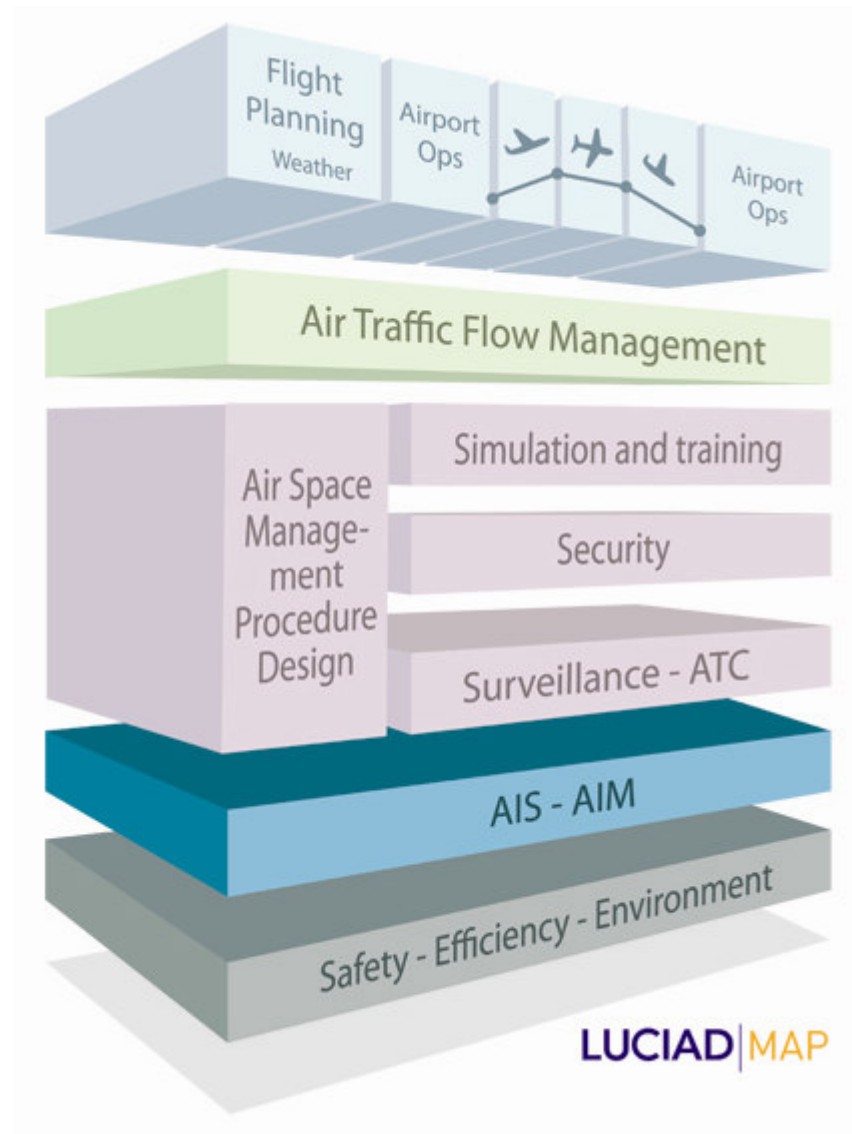 Flight
Planning
Weather
Airport
Ops
Airport
Ops
Air Traffic Flow Management
Air Space
Manage-
ment
Procedure
Design
Simulation and training
Security
Surveillance - ATC
AIS - AIM
Safety - Efficiency - Environment
LUCIAD|MAP